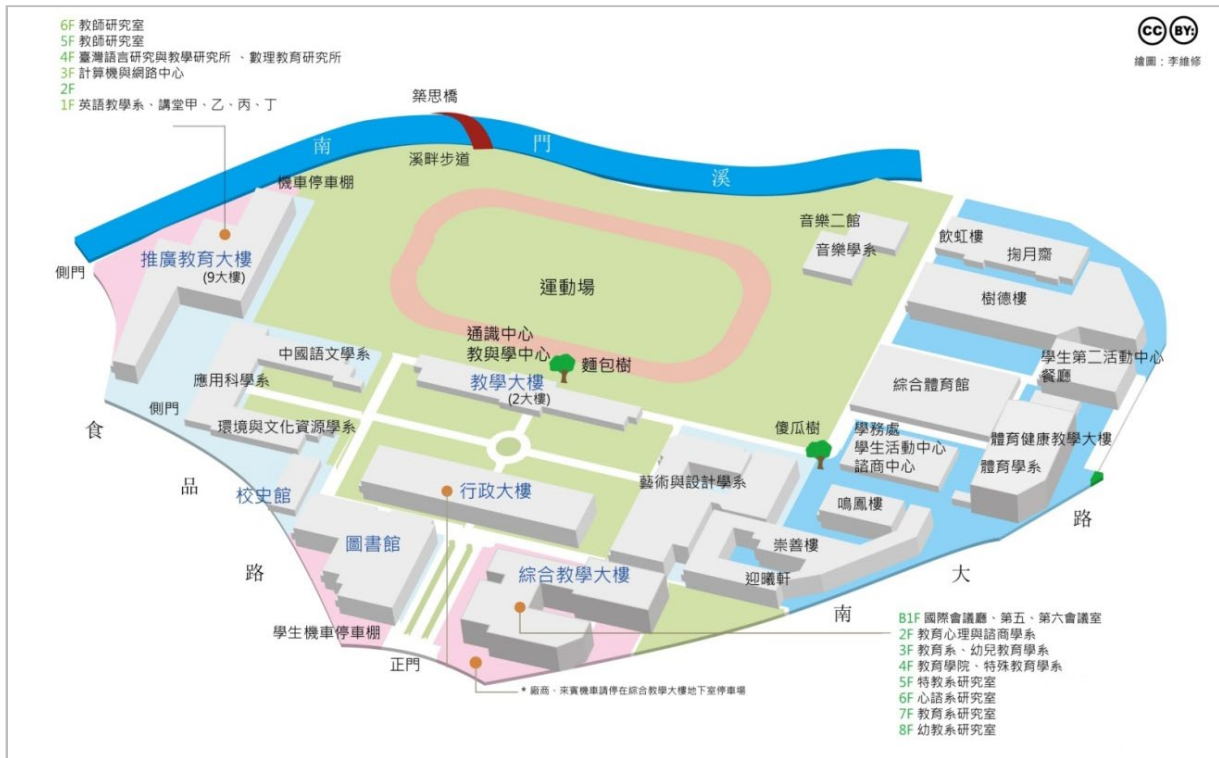 6F 教師研究室
5F 教師研究室
4F 臺灣語言研究與教學研究所 、數理教育研究所
3F 計算機與網路中心
2F
1F 英語教學系、講堂甲、乙、丙、丁
CC BY:
繪圖：李維修
築思橋
南門溪
溪畔步道
機車停車棚
側門
推廣教育大樓
(9大樓)
運動場
音樂二館
音樂學系
飲虹樓
掬月齋
樹德樓
學生第二活動中心
餐廳
通識中心
教與學中心
麵包樹
教學大樓
(2大樓)
中國語文學系
應用科學系
側門
環境與文化資源學系
綜合體育館
傻瓜樹
學務處
學生活動中心
諮商中心
體育健康教學大樓
體育學系
食品路
校史館
行政大樓
藝術與設計學系
鳴鳳樓
圖書館
崇善樓
綜合教學大樓
迎曦軒
南大路
學生機車停車棚
正門
* 廠商、來賓機車請停在綜合教學大樓地下室停車場
B1F 國際會議廳、第五、第六會議室
2F 教育心理與諮商學系
3F 教育系、幼兒教育學系
4F 教育學院、特殊教育學系
5F 特教系研究室
6F 心諮系研究室
7F 教育系研究室
8F 幼教系研究室